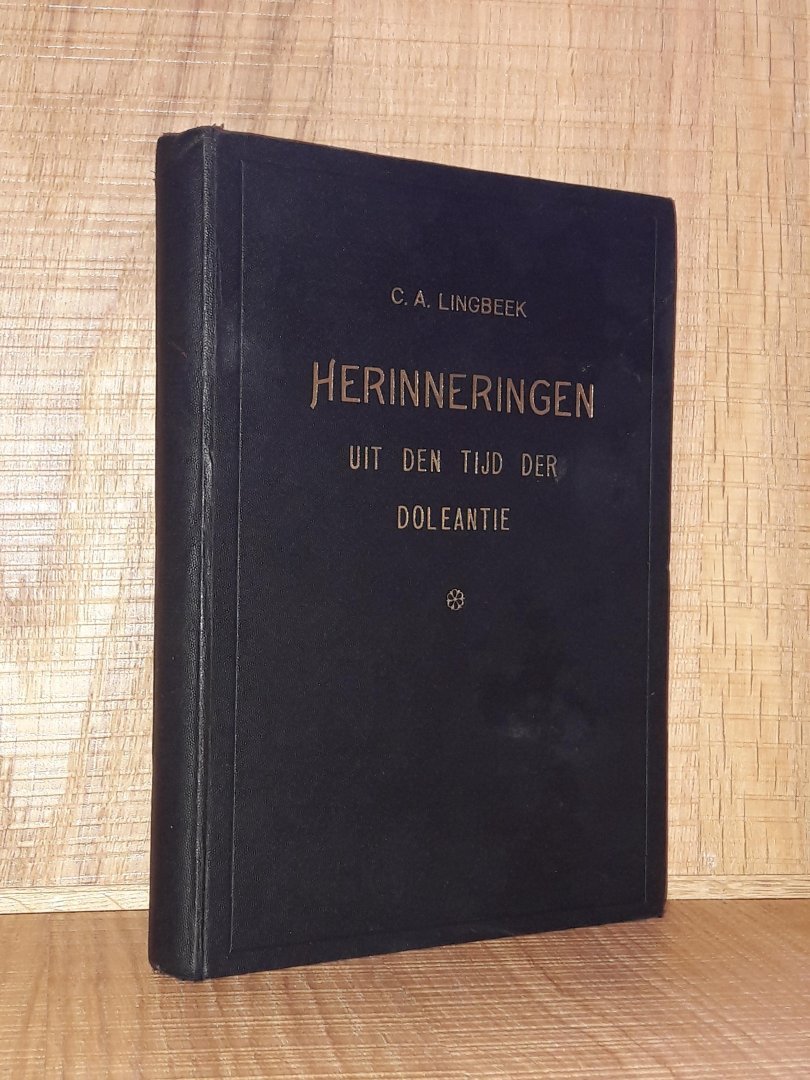 C. A. LINGBEEK
HERINNERINGEN
UIT DEN TIJD DER
DOLEANTIE